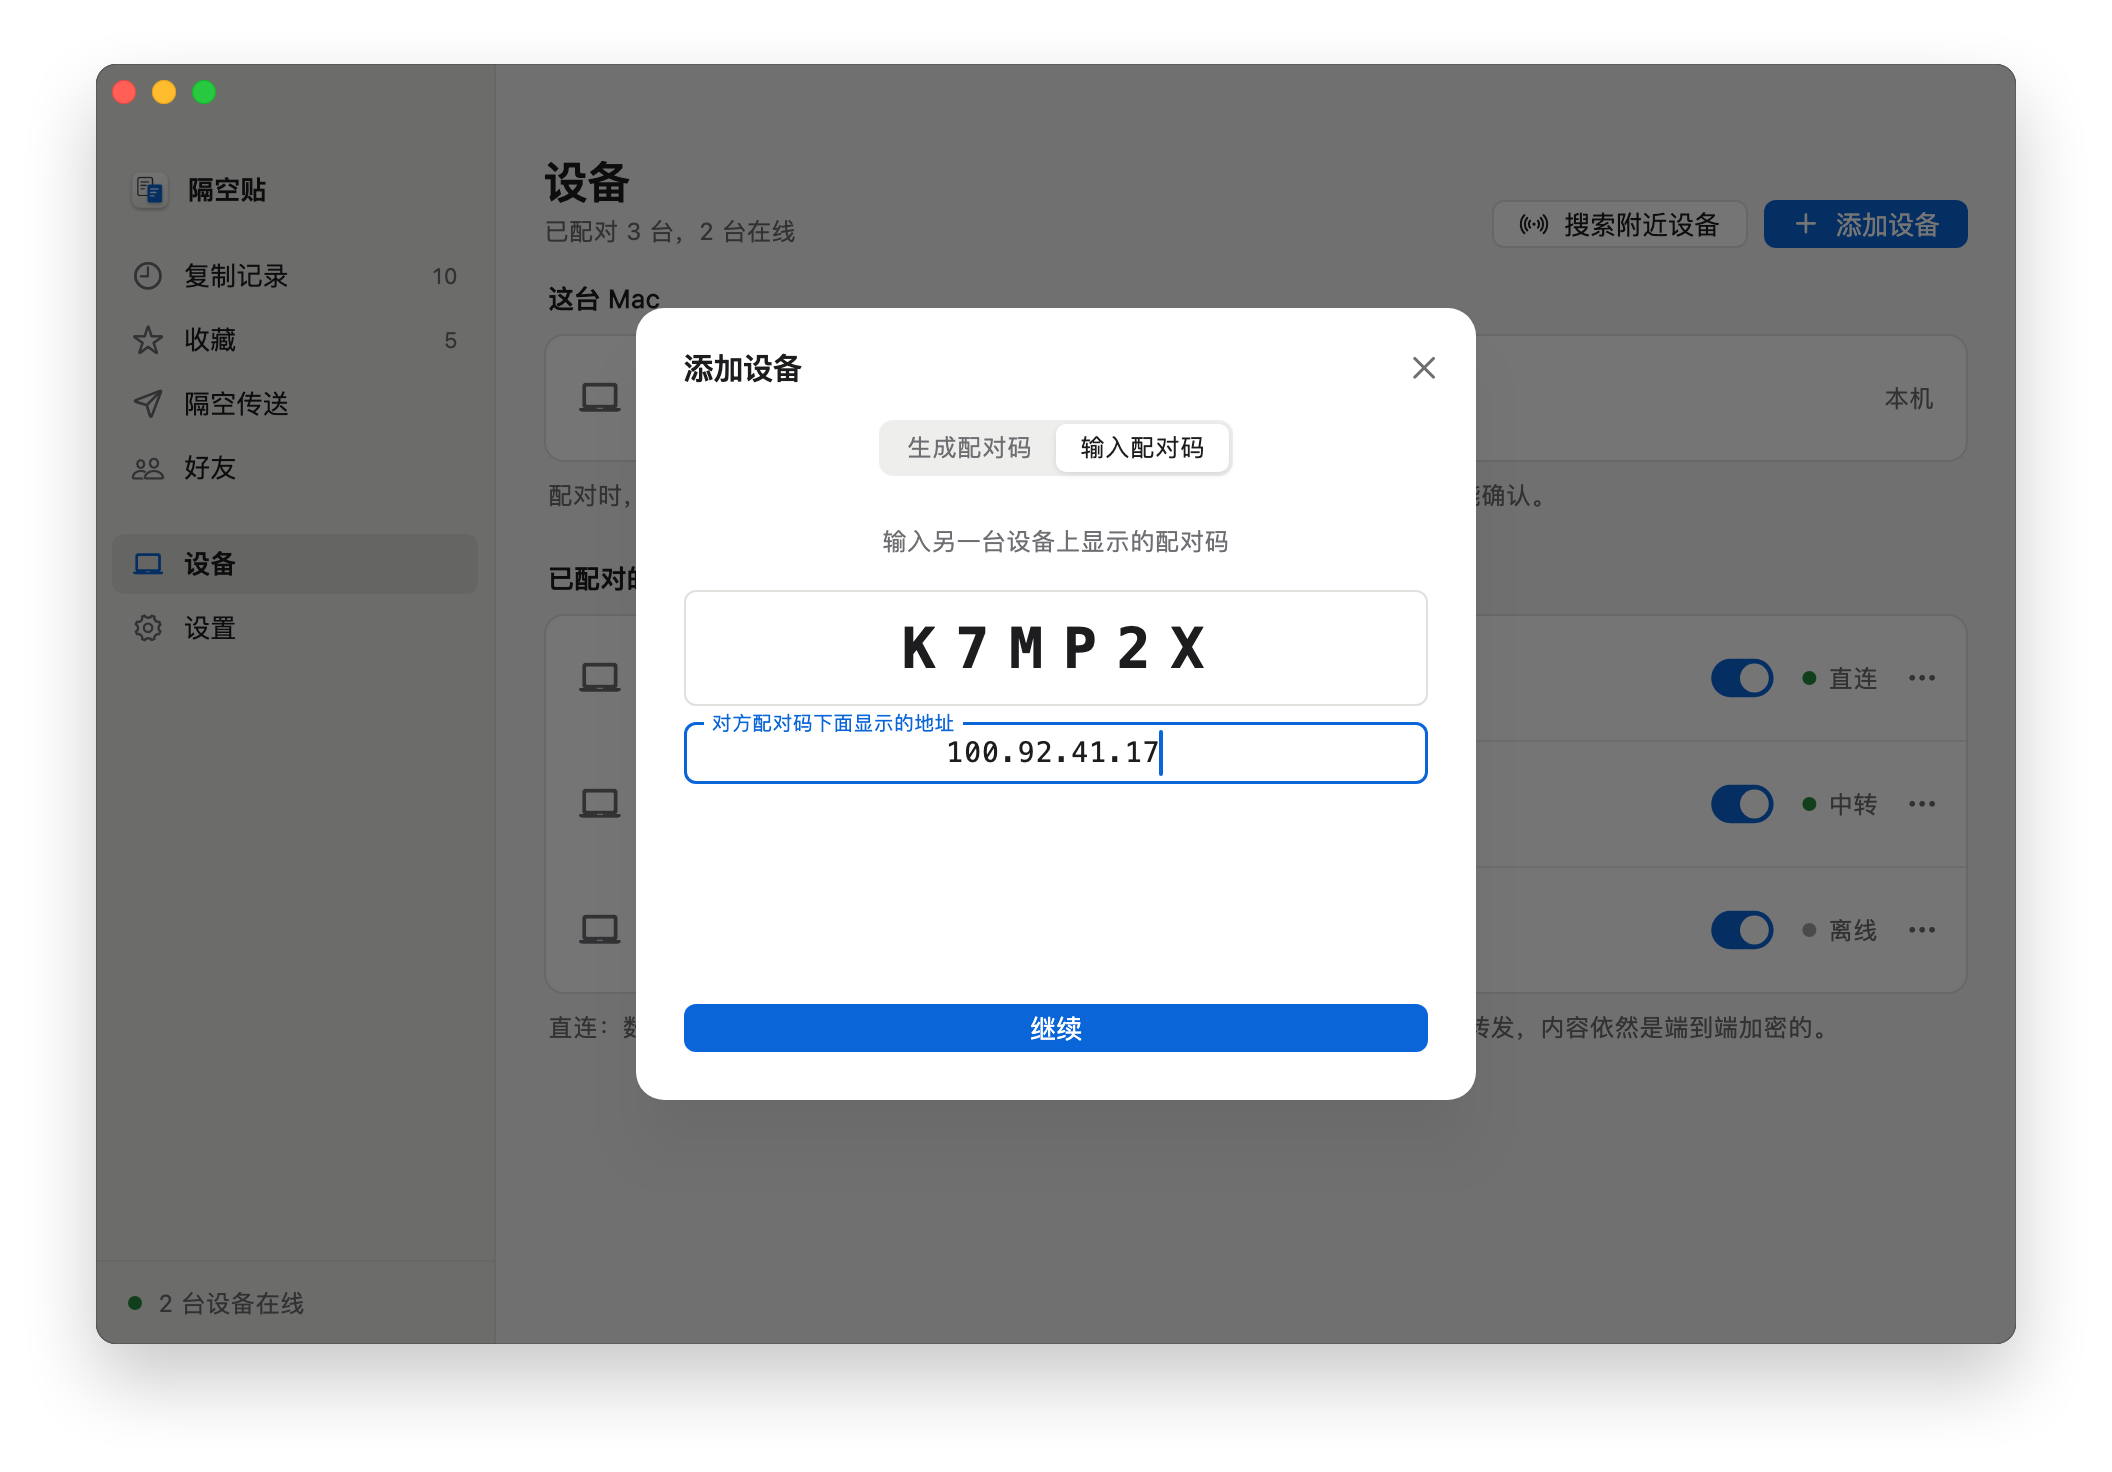 隔空贴
复制记录 10
收藏 5
隔空传送
好友
设备
设置
2 台设备在线
设备
已配对 3 台，2 台在线
搜索附近设备
添加设备
这台 Mac
本机
配对时，
能确认。
已配对的
直连
中转
离线
直连：数
转发，内容依然是端到端加密的。
添加设备
生成配对码 输入配对码
输入另一台设备上显示的配对码
K7MP2X
对方配对码下面显示的地址
100.92.41.17
继续